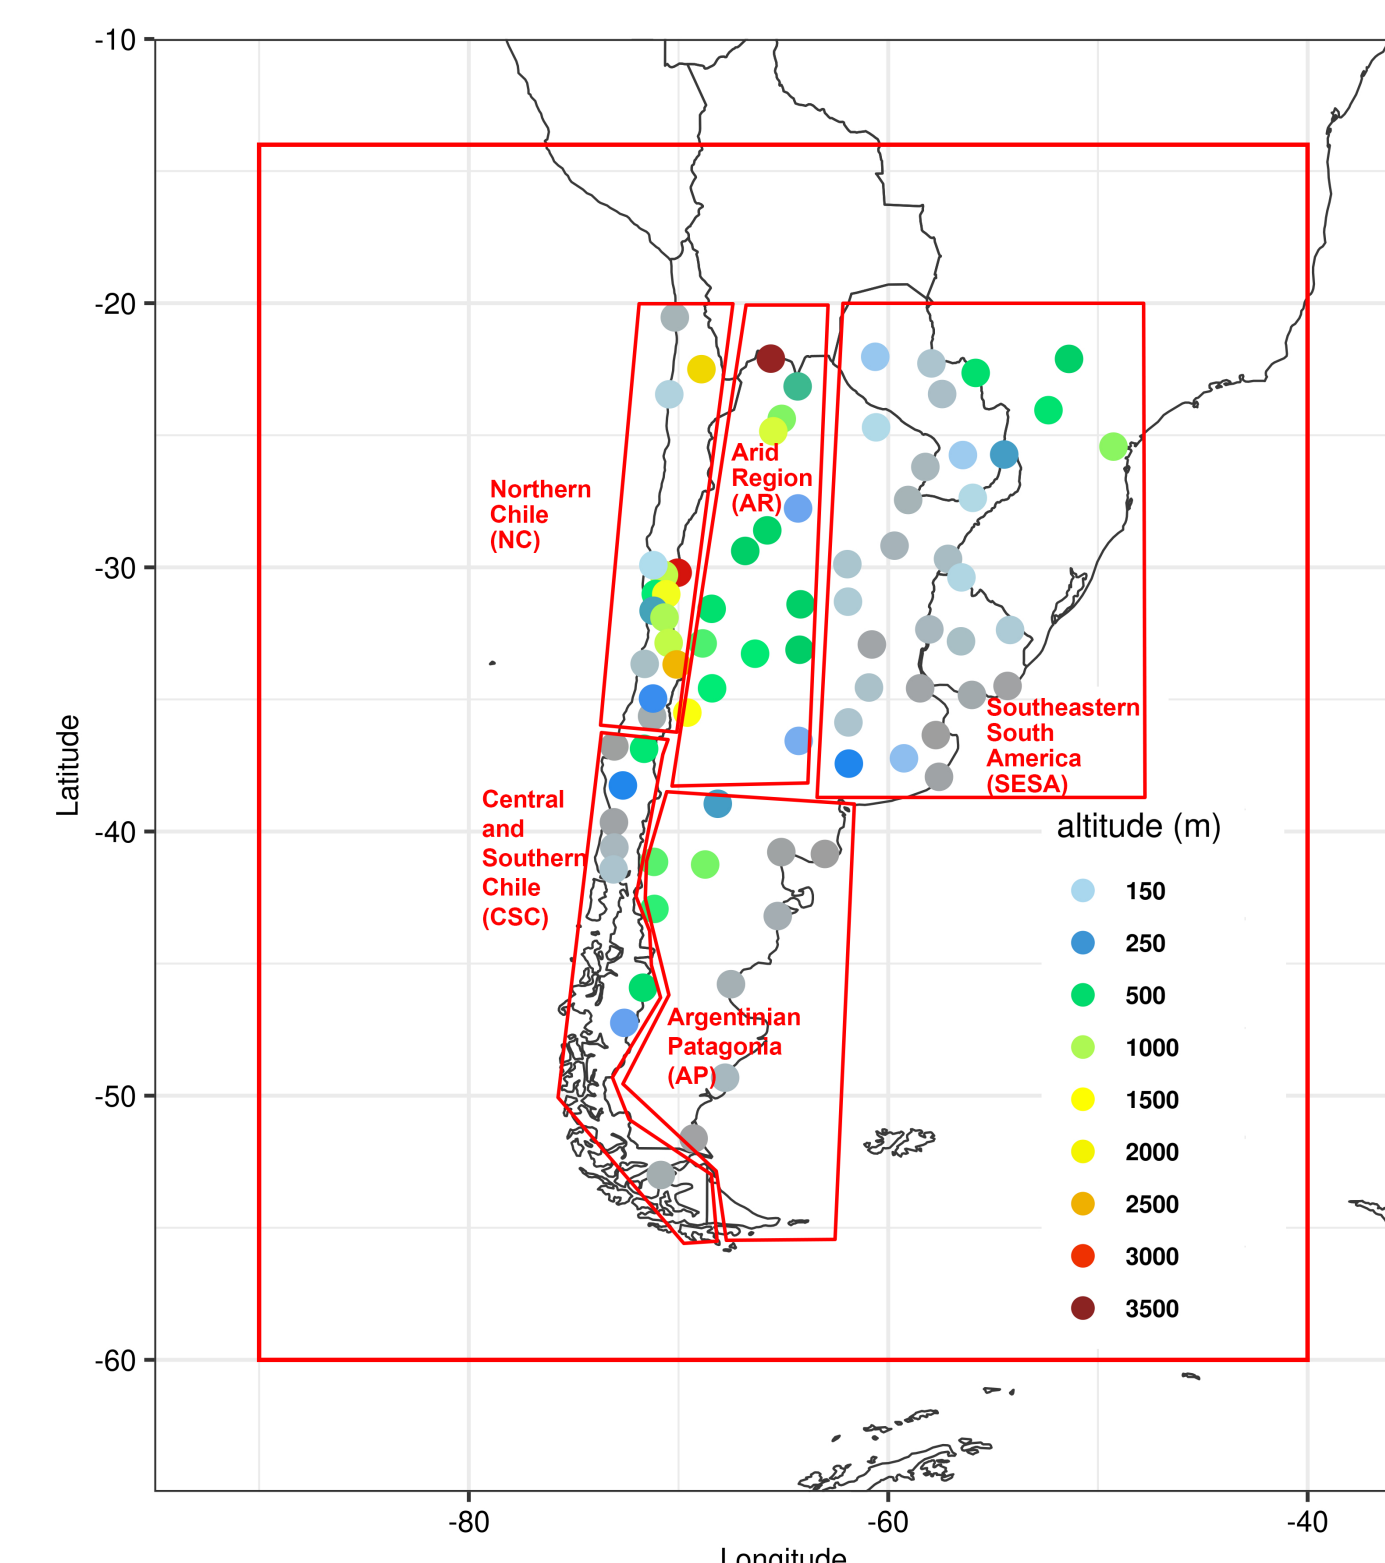 -10
-20
-30
-40
-50
-60
Latitude
Northern
Chile
(NC)
Arid
Region
(AR)
Southeastern
South
America
(SESA)
Central
and
Southern
Chile
(CSC)
Argentinian
Patagonia
(AP)
altitude (m)
150
250
500
1000
1500
2000
2500
3000
3500
-80
-60
-40
Longitude